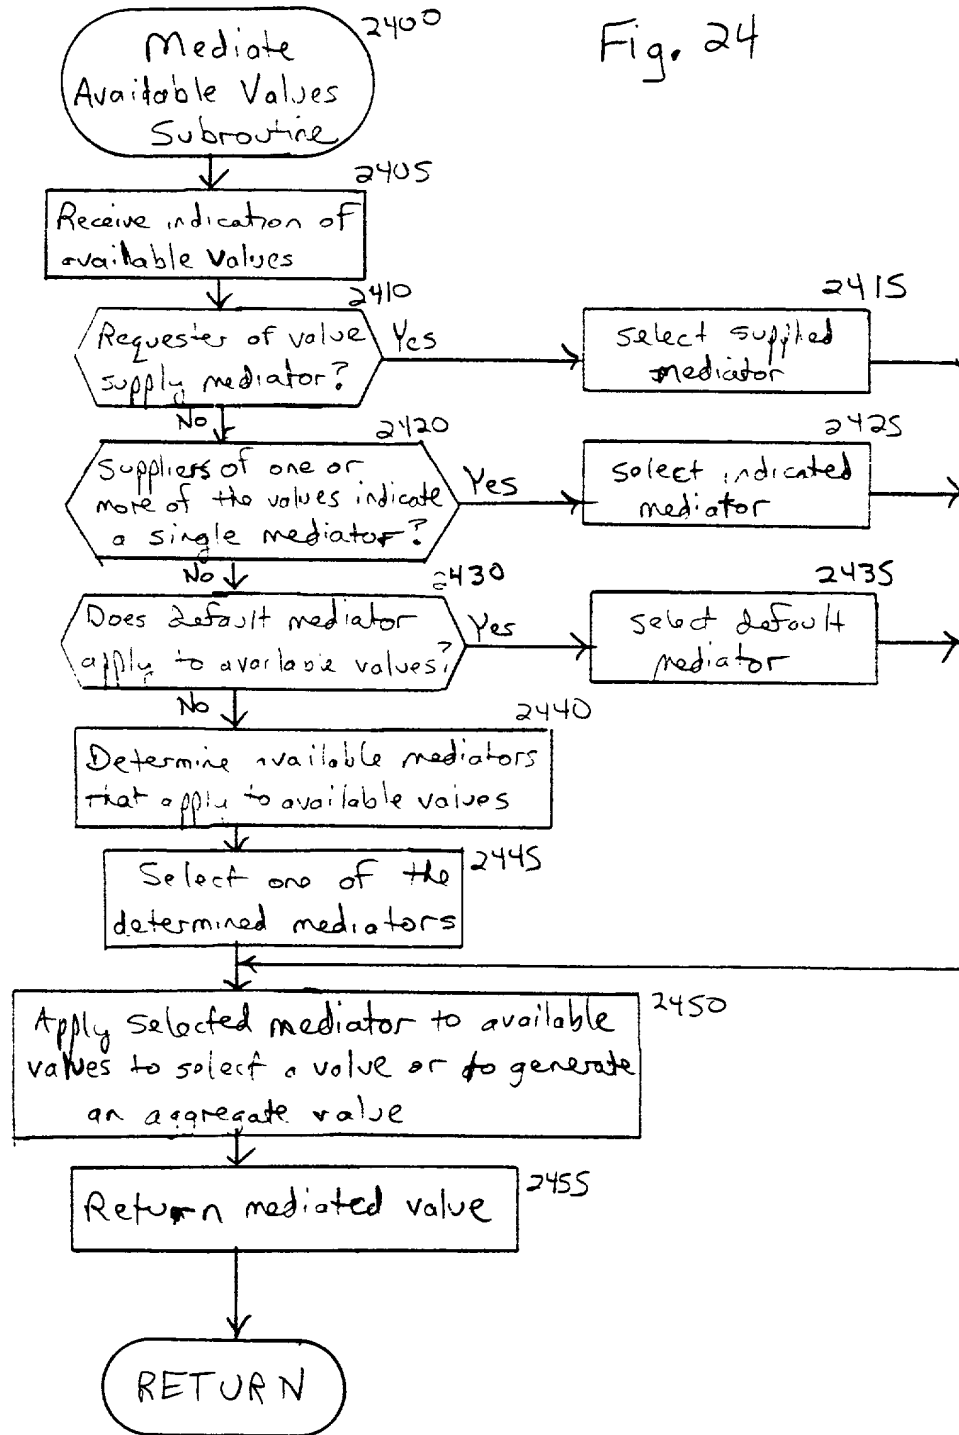 Fig. 24
2400
Mediate
Available Values
Subroutine
2405
Receive indication of
available values
2410
Requester of value
supply mediator?
Yes
2415
select supplied
mediator
No
2420
Suppliers of one or
more of the values indicate
a single mediator?
Yes
2425
select indicated
mediator
No
2430
Does default mediator
apply to available values?
Yes
2435
select default
mediator
No
2440
Determine available mediators
that apply to available values
2445
Select one of the
determined mediators
2450
Apply selected mediator to available
values to select a value or to generate
an aggregate value
2455
Return mediated value
RETURN